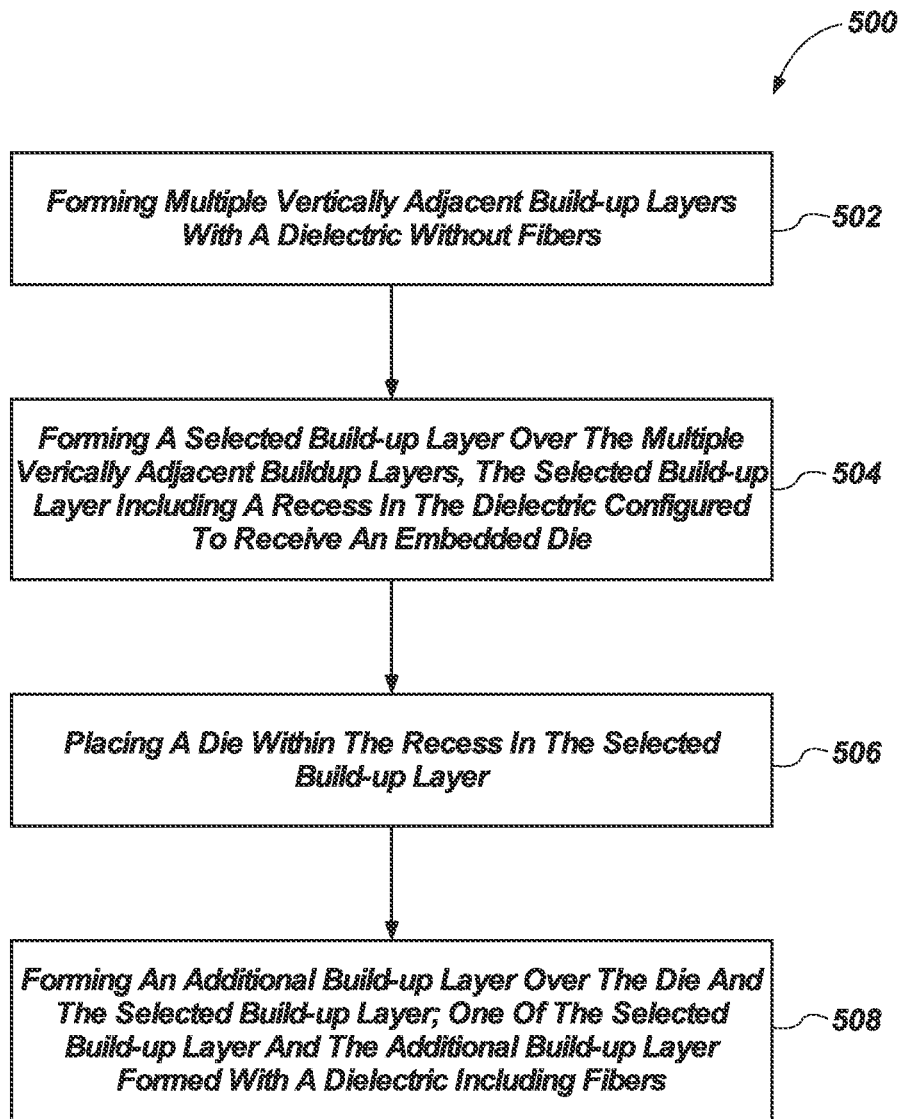 500
Forming Multiple Vertically Adjacent Build-up Layers
With A Dielectric Without Fibers
502
Forming A Selected Build-up Layer Over The Multiple
Verically Adjacent Buildup Layers, The Selected Build-up
Layer Including A Recess In The Dielectric Configured
To Receive An Embedded Die
504
Placing A Die Within The Recess In The Selected
Build-up Layer
506
Forming An Additional Build-up Layer Over The Die And
The Selected Build-up Layer; One Of The Selected
Build-up Layer And The Additional Build-up Layer
Formed With A Dielectric Including Fibers
508